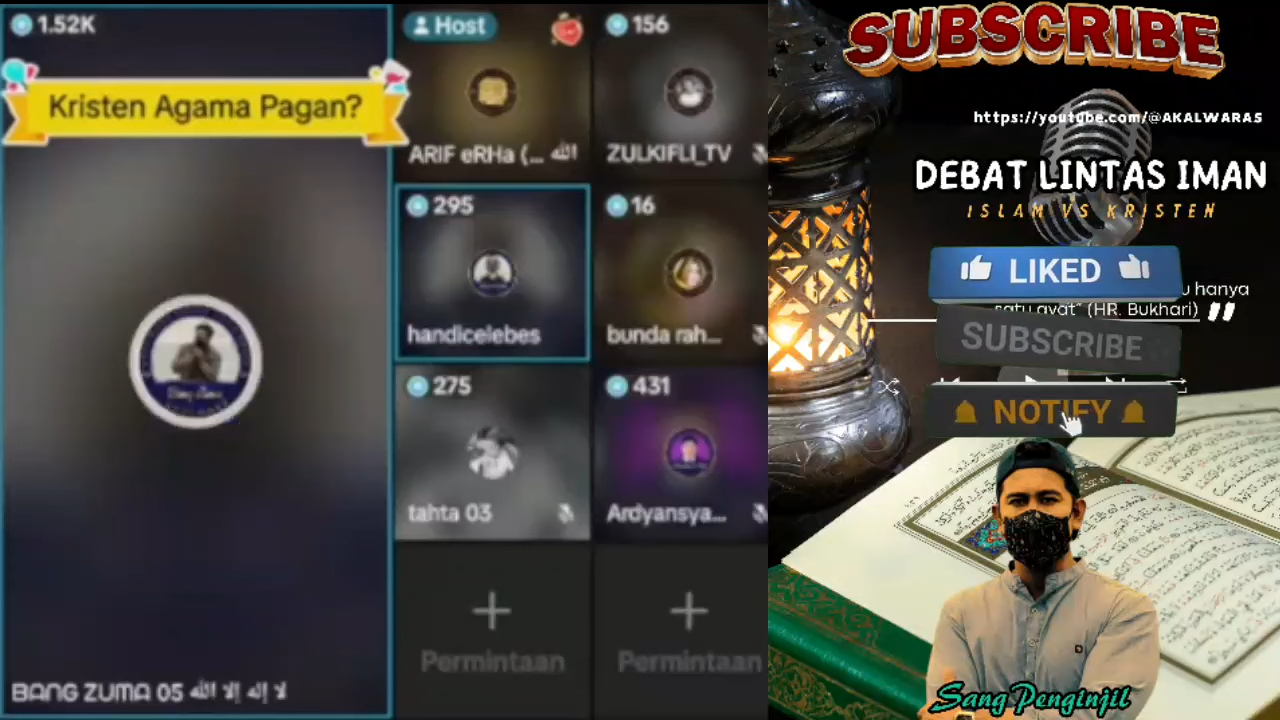 1.52K
Kristen Agama Pagan?
BANG ZUMA 05 لا إله إلا الله
Host
ARIF eRHa (... الله
156
ZULKIFLI_TV
295
handicelebes
16
bunda rah...
275
tahta 03
431
Ardyansya...
Permintaan
Permintaan
SUBSCRIBE
https://youtube.com/@AKALWARAS
DEBAT LINTAS IMAN
ISLAM VS KRISTEN
LIKED
u hanya
satu ayat" (HR. Bukhari)
SUBSCRIBE
NOTIFY
Sang Penginjil